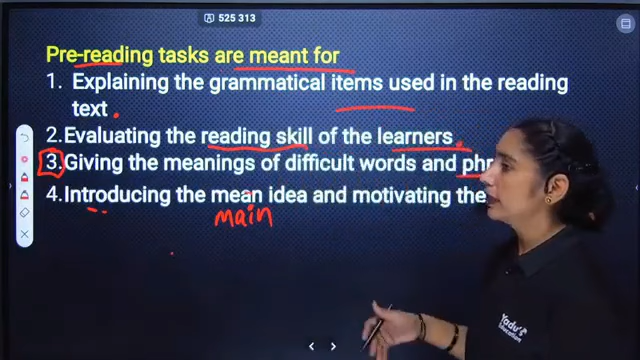 525 313
Pre-reading tasks are meant for
1. Explaining the grammatical items used in the reading
text
2. Evaluating the reading skill of the learners
3. Giving the meanings of difficult words and
4. Introducing the mean idea and motivating the
main
Yadu's
Education